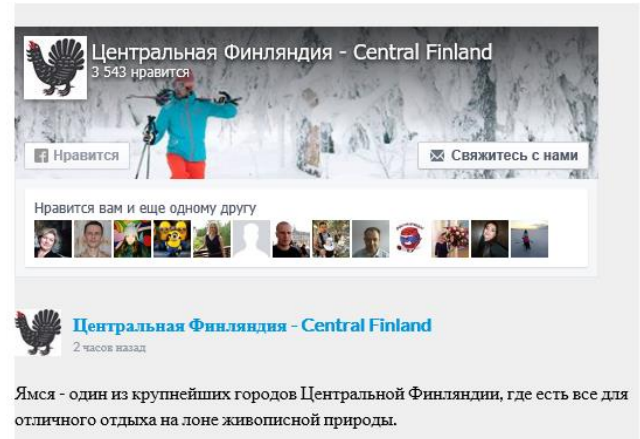 Центральная Финляндия - Central Finland
3 543 нравится
Нравится
Свяжитесь с нами
Нравится вам и еще одному другу
Центральная Финляндия - Central Finland
2 часов назад
Ямся - один из крупнейших городов Центральной Финляндии, где есть все для
отличного отдыха на лоне живописной природы.